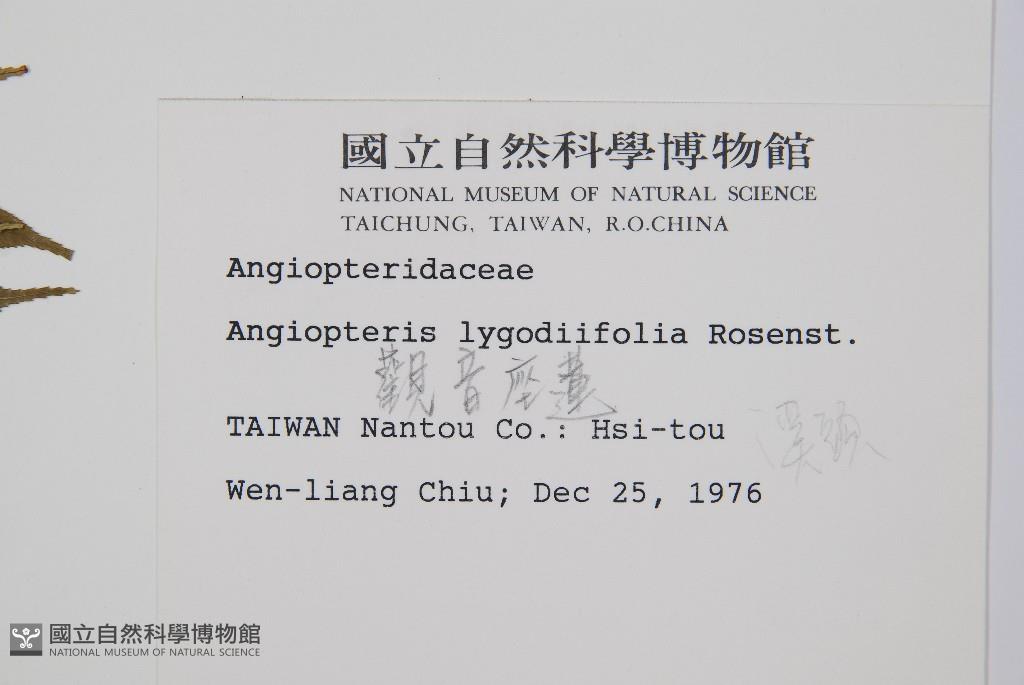 國立自然科學博物館
NATIONAL MUSEUM OF NATURAL SCIENCE
TAICHUNG, TAIWAN, R.O.CHINA
Angiopteridaceae
Angiopteris lygodiifolia Rosenst.
觀音座蓮
TAIWAN Nantou Co.: Hsi-tou 溪頭
Wen-liang Chiu; Dec 25, 1976
國立自然科學博物館
NATIONAL MUSEUM OF NATURAL SCIENCE